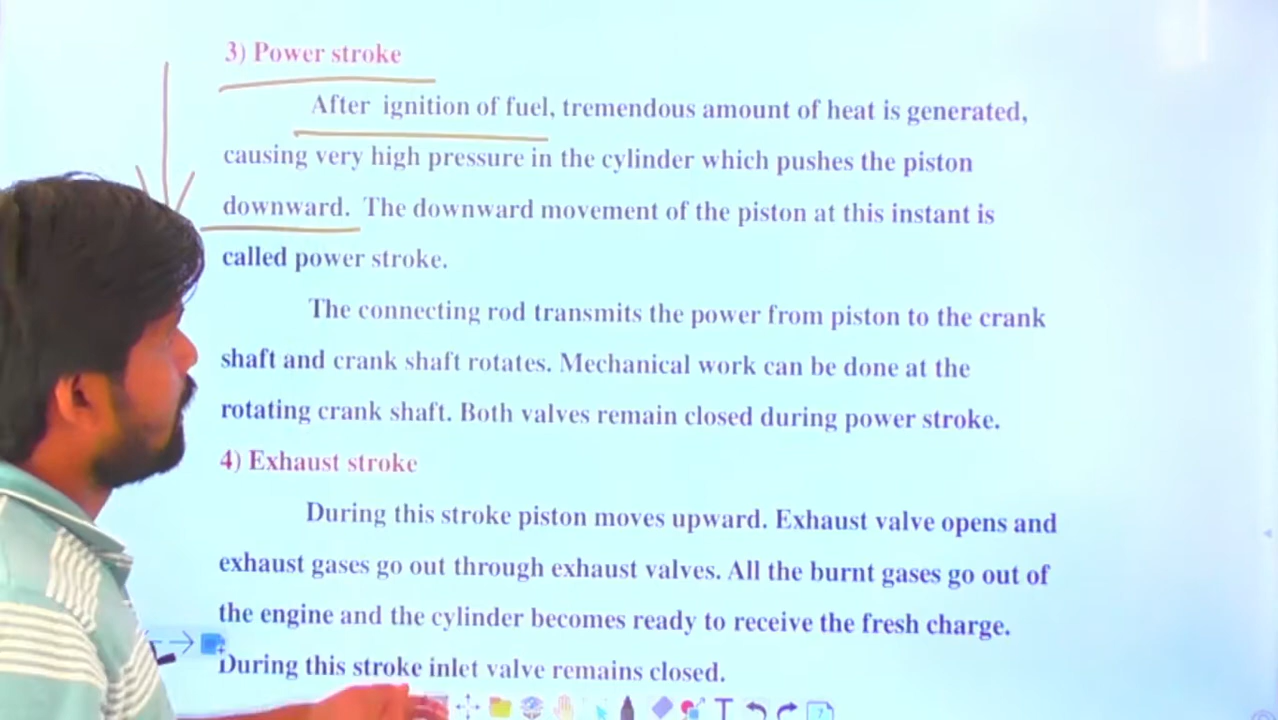 3) Power stroke
After ignition of fuel, tremendous amount of heat is generated,
causing very high pressure in the cylinder which pushes the piston
downward. The downward movement of the piston at this instant is
called power stroke.
The connecting rod transmits the power from piston to the crank
shaft and crank shaft rotates. Mechanical work can be done at the
rotating crank shaft. Both valves remain closed during power stroke.
4) Exhaust stroke
During this stroke piston moves upward. Exhaust valve opens and
exhaust gases go out through exhaust valves. All the burnt gases go out of
the engine and the cylinder becomes ready to receive the fresh charge.
During this stroke inlet valve remains closed.